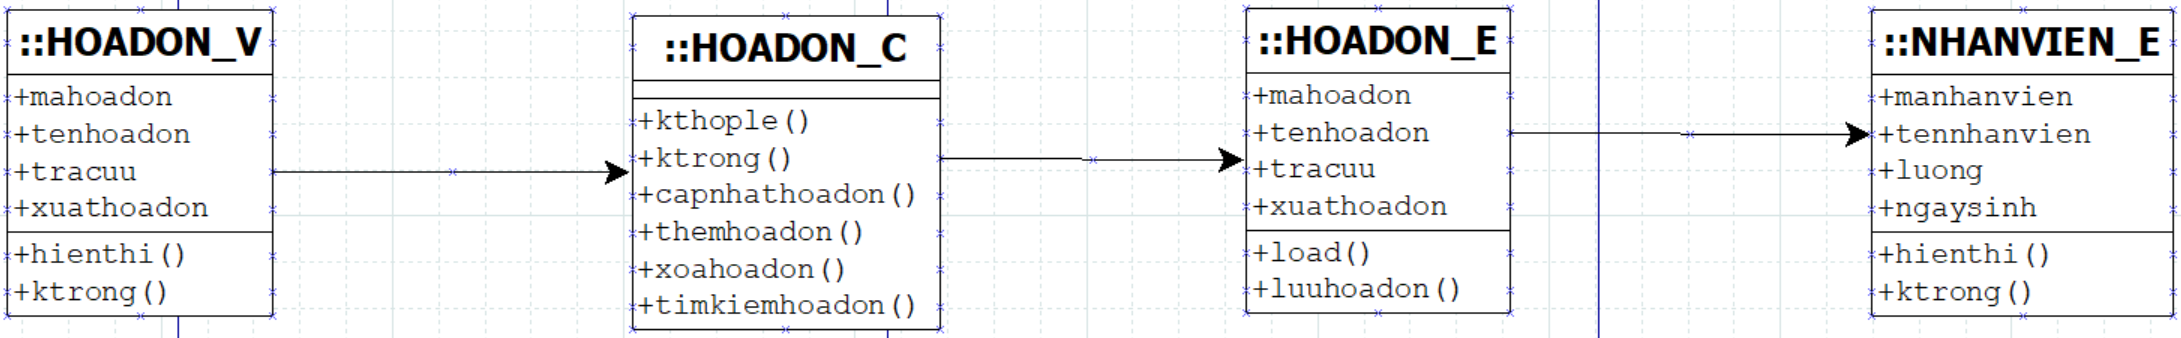 ::HOADON_V
+mahoadon
+tenhoadon
+tracuu
+xuathoadon
+hienthi()
+ktrong()
::HOADON_C
+kthople()
+ktrong()
+capnhathoadon()
+themhoadon()
+xoahoadon()
+timkiemhoadon()
::HOADON_E
+mahoadon
+tenhoadon
+tracuu
+xuathoadon
+load()
+luuhoadon()
::NHANVIEN_E
+manhanvien
+tennhanvien
+luong
+ngaysinh
+hienthi()
+ktrong()